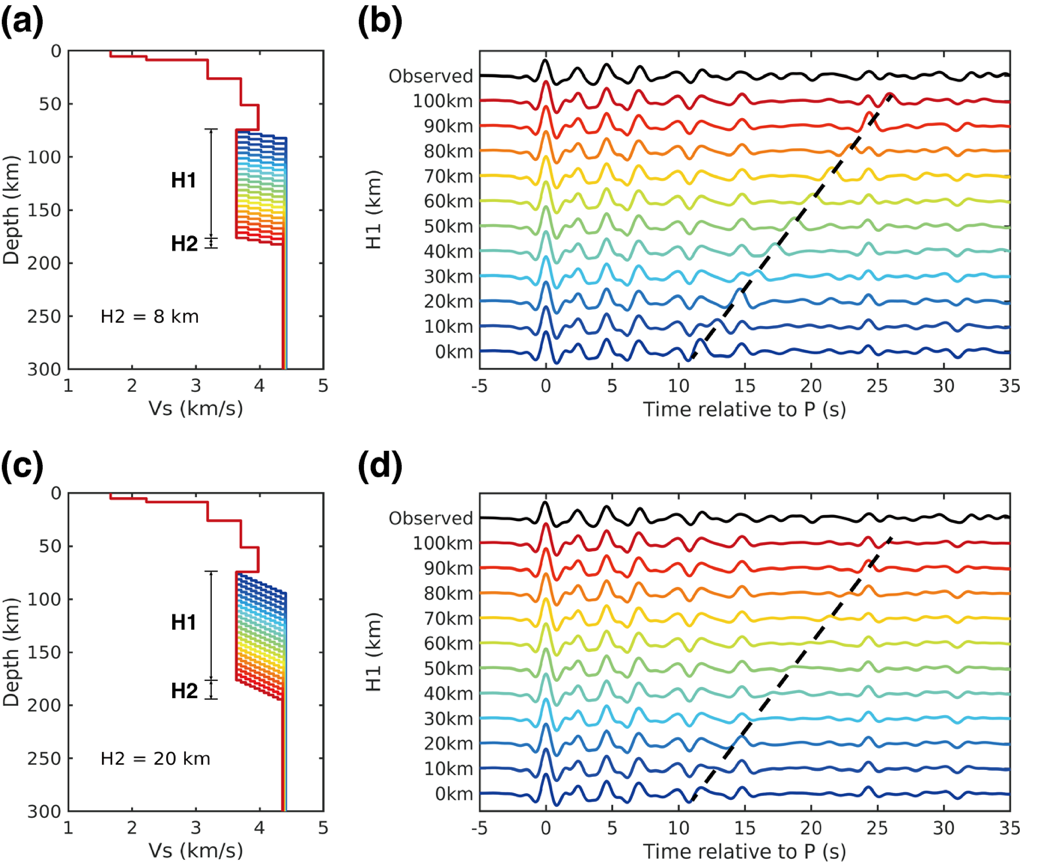 (a)
0
50
100
150
200
250
300
Depth (km)
H1
H2
H2 = 8 km
1 2 3 4 5
Vs (km/s)
(b)
Observed
100km
90km
80km
70km
60km
50km
40km
30km
20km
10km
0km
H1 (km)
-5 0 5 10 15 20 25 30 35
Time relative to P (s)
(c)
0
50
100
150
200
250
300
Depth (km)
H1
H2
H2 = 20 km
1 2 3 4 5
Vs (km/s)
(d)
Observed
100km
90km
80km
70km
60km
50km
40km
30km
20km
10km
0km
H1 (km)
-5 0 5 10 15 20 25 30 35
Time relative to P (s)